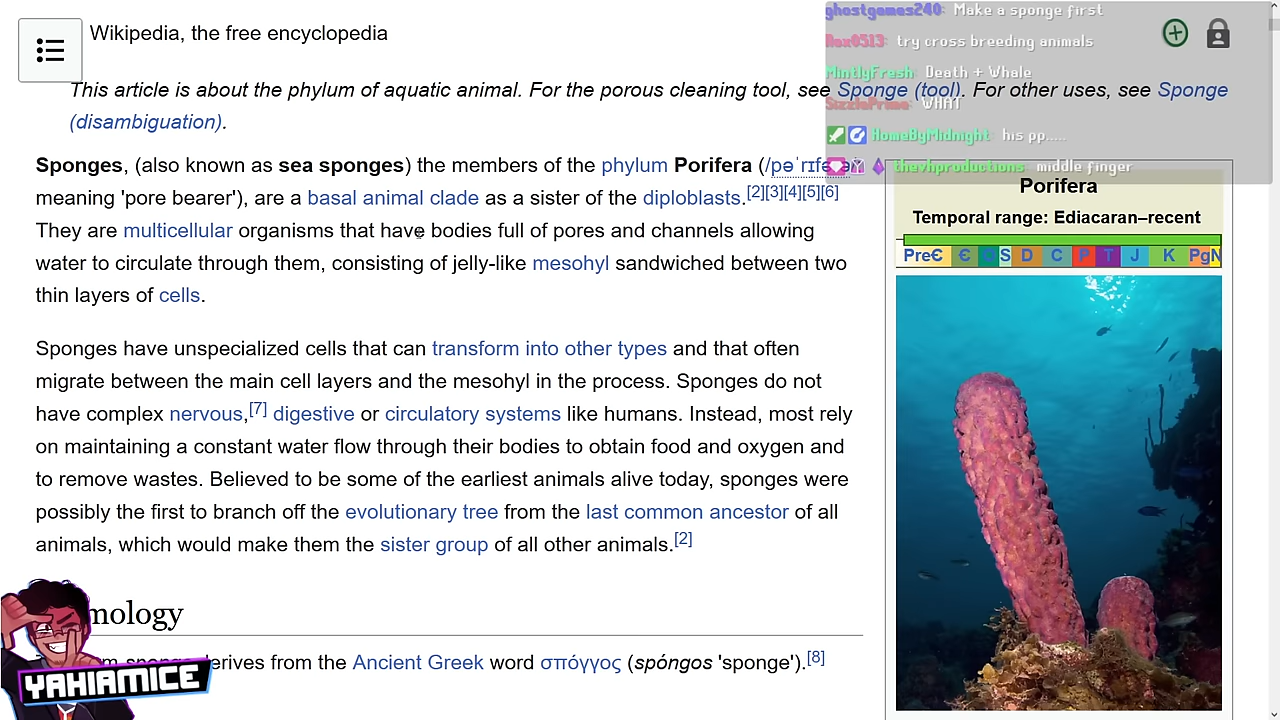 Wikipedia, the free encyclopedia
This article is about the phylum of aquatic animal. For the porous cleaning tool, see Sponge (tool). For other uses, see Sponge
(disambiguation).
Sponges, (also known as sea sponges) the members of the phylum Porifera
meaning 'pore bearer'), are a basal animal clade as a sister of the diploblasts.[2][3][4][5][6]
They are multicellular organisms that have bodies full of pores and channels allowing
water to circulate through them, consisting of jelly-like mesohyl sandwiched between two
thin layers of cells.
Sponges have unspecialized cells that can transform into other types and that often
migrate between the main cell layers and the mesohyl in the process. Sponges do not
have complex nervous,[7] digestive or circulatory systems like humans. Instead, most rely
on maintaining a constant water flow through their bodies to obtain food and oxygen and
to remove wastes. Believed to be some of the earliest animals alive today, sponges were
possibly the first to branch off the evolutionary tree from the last common ancestor of all
animals, which would make them the sister group of all other animals.[2]
mology
derives from the Ancient Greek word σπόγγος (spóngos 'sponge').[8]
YAHIAMICE
ghostgames240 Make a sponge first
Rox0513: try cross breeding animals
MintlyFresh: Death + Whale
SizzlePrime: WHAT
HomeByMidnight: his pp.....
thevhproductions: middle finger
Porifera
Temporal range: Ediacaran–recent
PreꞒ Ꞓ O S D C P T J K Pg N